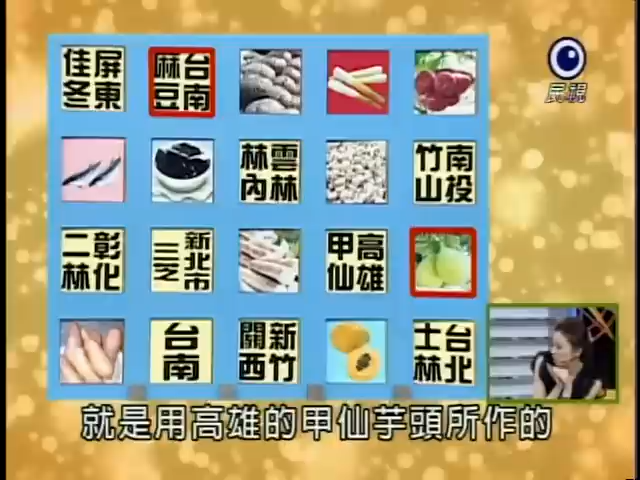 屏東
佳冬
台南
麻豆
民視
雲林
林內
南投
竹山
彰化
二林
新北市
三芝
高雄
甲仙
台南
新竹
關西
台北
士林
就是用高雄的甲仙芋頭所作的